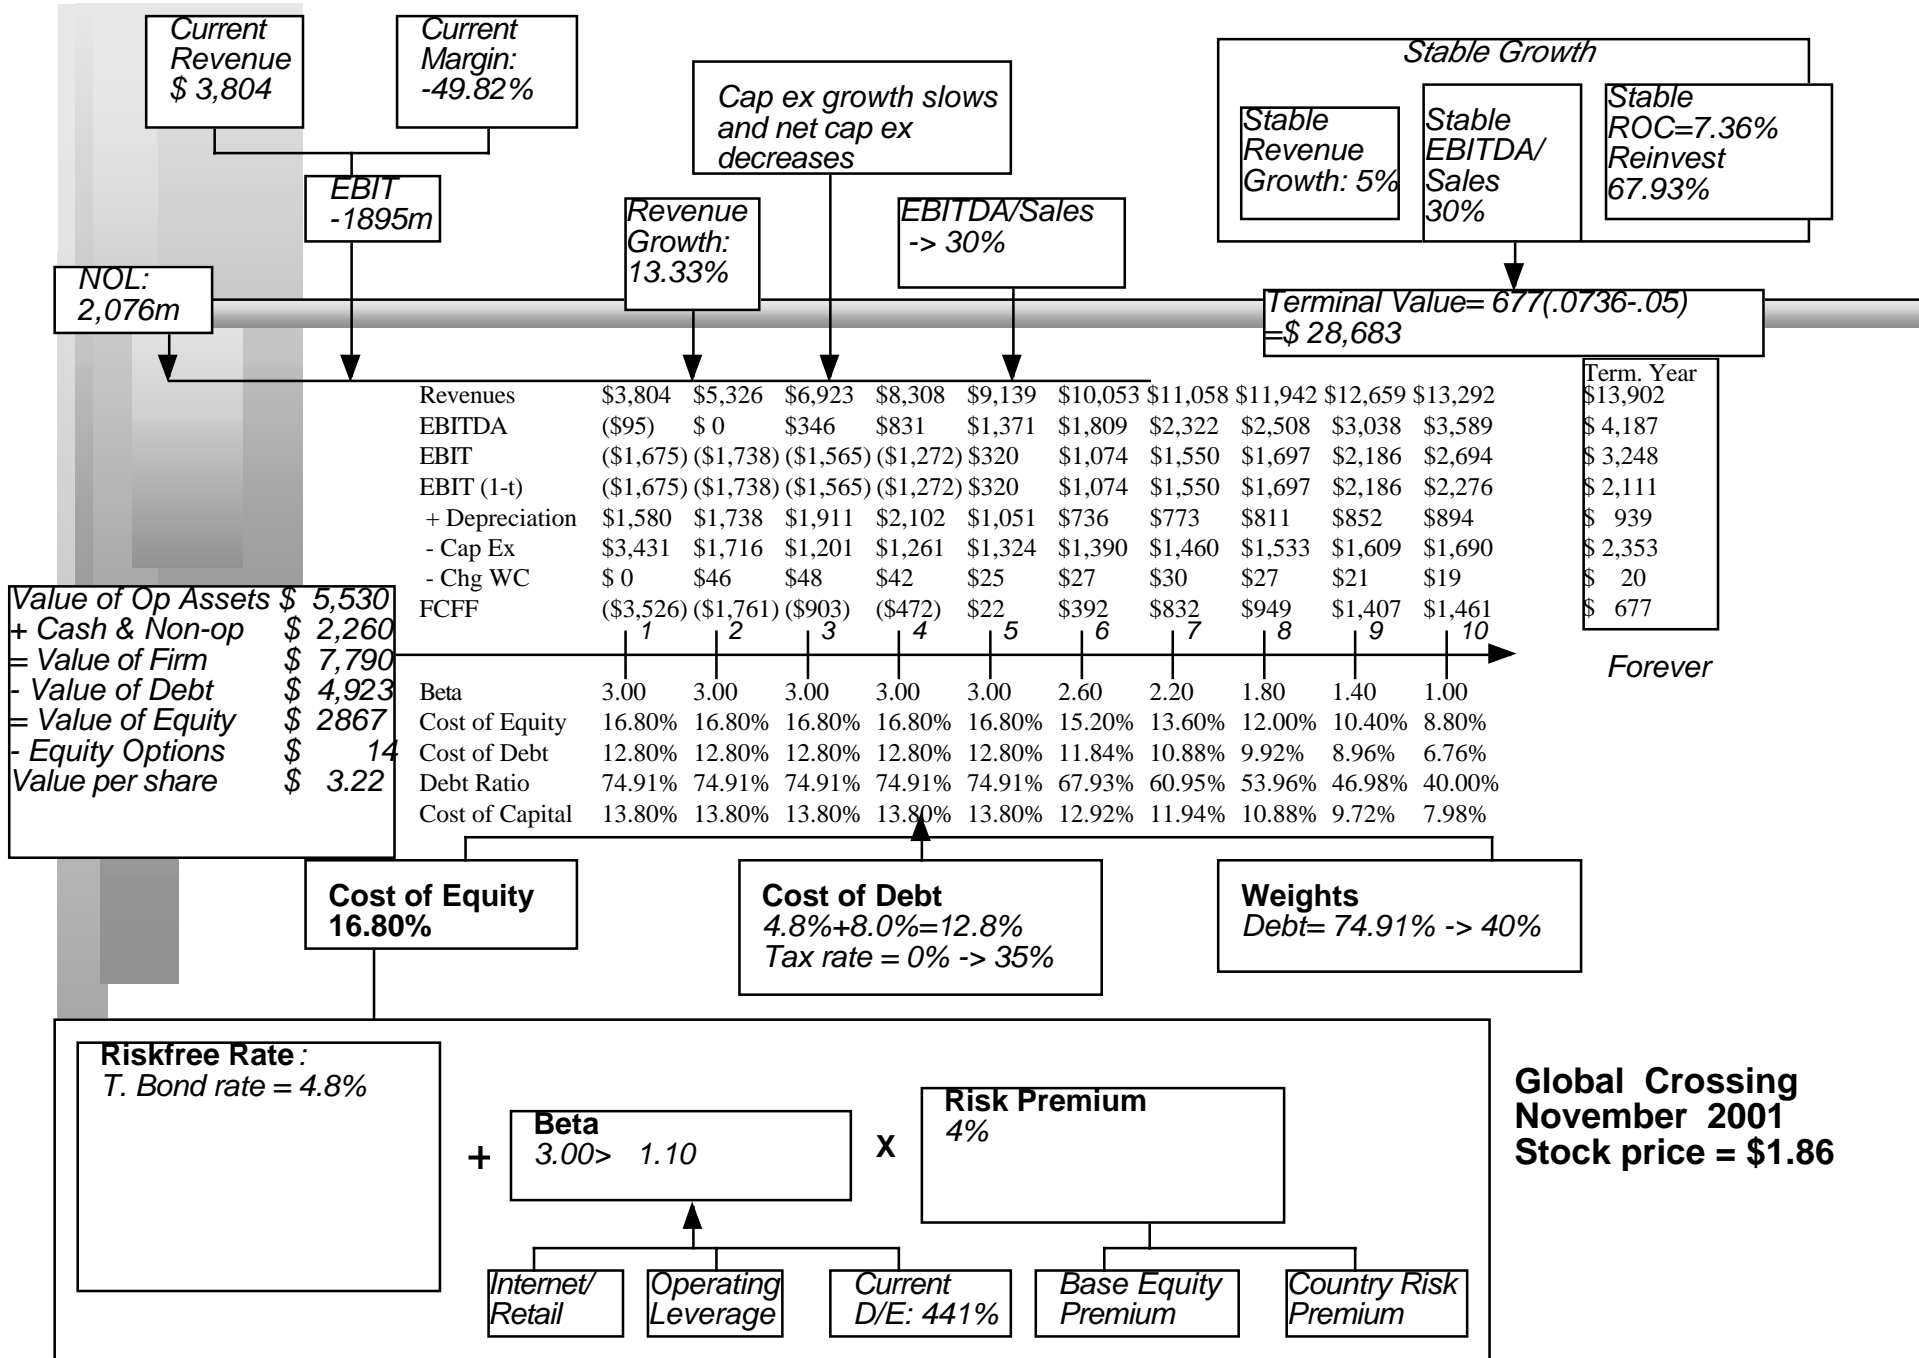 Current
Revenue
$ 3,804
Current
Margin:
-49.82%
EBIT
-1895m
NOL:
2,076m
Cap ex growth slows
and net cap ex
decreases
Revenue
Growth:
13.33%
EBITDA/Sales
-> 30%
Stable Growth
Stable
Revenue
Growth: 5%
Stable
EBITDA/
Sales
30%
Stable
ROC=7.36%
Reinvest
67.93%
Terminal Value= 677(.0736-.05)
=$ 28,683
Term. Year
Revenues $3,804 $5,326 $6,923 $8,308 $9,139 $10,053 $11,058 $11,942 $12,659 $13,292 $13,902
EBITDA ($95) $ 0 $346 $831 $1,371 $1,809 $2,322 $2,508 $3,038 $3,589 $ 4,187
EBIT ($1,675) ($1,738) ($1,565) ($1,272) $320 $1,074 $1,550 $1,697 $2,186 $2,694 $ 3,248
EBIT (1-t) ($1,675) ($1,738) ($1,565) ($1,272) $320 $1,074 $1,550 $1,697 $2,186 $2,276 $ 2,111
+ Depreciation $1,580 $1,738 $1,911 $2,102 $1,051 $736 $773 $811 $852 $894 $ 939
- Cap Ex $3,431 $1,716 $1,201 $1,261 $1,324 $1,390 $1,460 $1,533 $1,609 $1,690 $ 2,353
- Chg WC $ 0 $46 $48 $42 $25 $27 $30 $27 $21 $19 $ 20
FCFF ($3,526) ($1,761) ($903) ($472) $22 $392 $832 $949 $1,407 $1,461 $ 677
1 2 3 4 5 6 7 8 9 10
Forever
Value of Op Assets $ 5,530
+ Cash & Non-op $ 2,260
= Value of Firm $ 7,790
- Value of Debt $ 4,923
= Value of Equity $ 2867
- Equity Options $ 14
Value per share $ 3.22
Beta 3.00 3.00 3.00 3.00 3.00 2.60 2.20 1.80 1.40 1.00
Cost of Equity 16.80% 16.80% 16.80% 16.80% 16.80% 15.20% 13.60% 12.00% 10.40% 8.80%
Cost of Debt 12.80% 12.80% 12.80% 12.80% 12.80% 11.84% 10.88% 9.92% 8.96% 6.76%
Debt Ratio 74.91% 74.91% 74.91% 74.91% 74.91% 67.93% 60.95% 53.96% 46.98% 40.00%
Cost of Capital 13.80% 13.80% 13.80% 13.80% 13.80% 12.92% 11.94% 10.88% 9.72% 7.98%
Cost of Equity
16.80%
Cost of Debt
4.8%+8.0%=12.8%
Tax rate = 0% -> 35%
Weights
Debt= 74.91% -> 40%
Riskfree Rate :
T. Bond rate = 4.8%
+
Beta
3.00> 1.10
X
Risk Premium
4%
Internet/
Retail
Operating
Leverage
Current
D/E: 441%
Base Equity
Premium
Country Risk
Premium
Global Crossing
November 2001
Stock price = $1.86